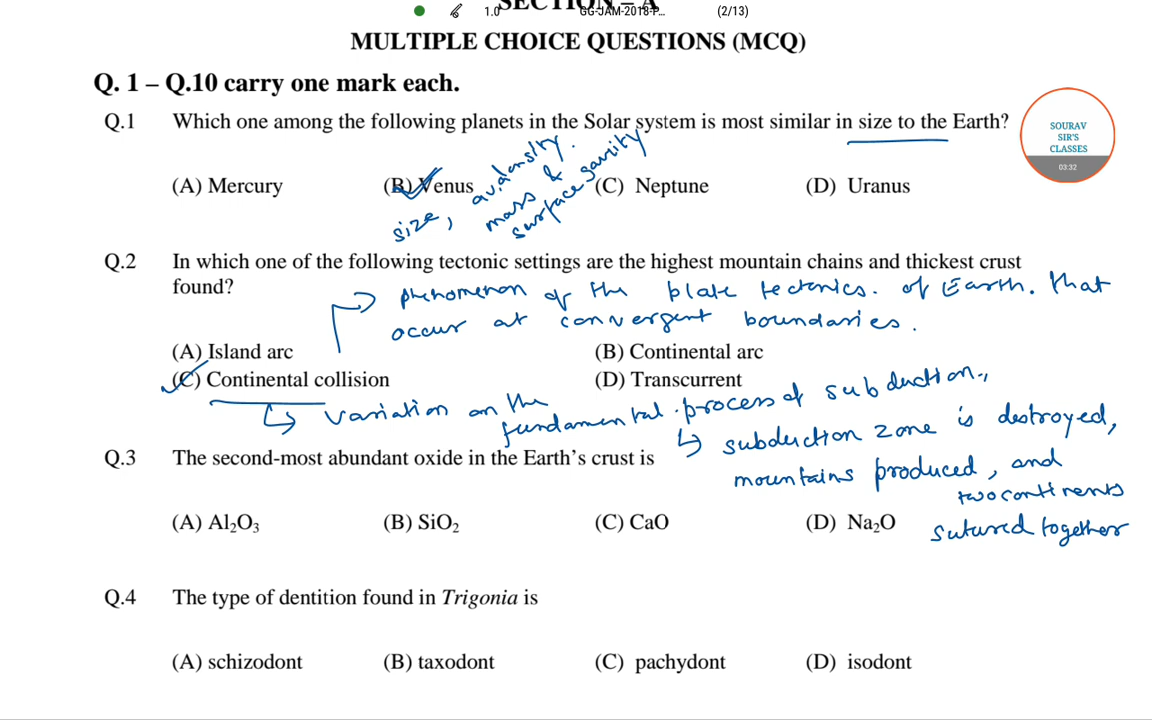 SECTION – A
1.0 GG-JAM-2018-P... (2/13)
MULTIPLE CHOICE QUESTIONS (MCQ)
Q. 1 – Q.10 carry one mark each.
Q.1 Which one among the following planets in the Solar system is most similar in size to the Earth?
SOURAV
SIR'S
CLASSES
03:32
(A) Mercury (B) Venus (C) Neptune (D) Uranus
size, av.density.
mass &
surface gravity
Q.2 In which one of the following tectonic settings are the highest mountain chains and thickest crust
found?
phenomenon of the plate tectonics. of Earth. that
occur at convergent boundaries.
(A) Island arc (B) Continental arc
(C) Continental collision (D) Transcurrent
variation on the
fundamental process of subduction.,
subduction zone is destroyed,
mountains produced, and
two continents
sutured together
Q.3 The second-most abundant oxide in the Earth's crust is
(A) Al₂O₃ (B) SiO₂ (C) CaO (D) Na₂O
Q.4 The type of dentition found in Trigonia is
(A) schizodont (B) taxodont (C) pachydont (D) isodont